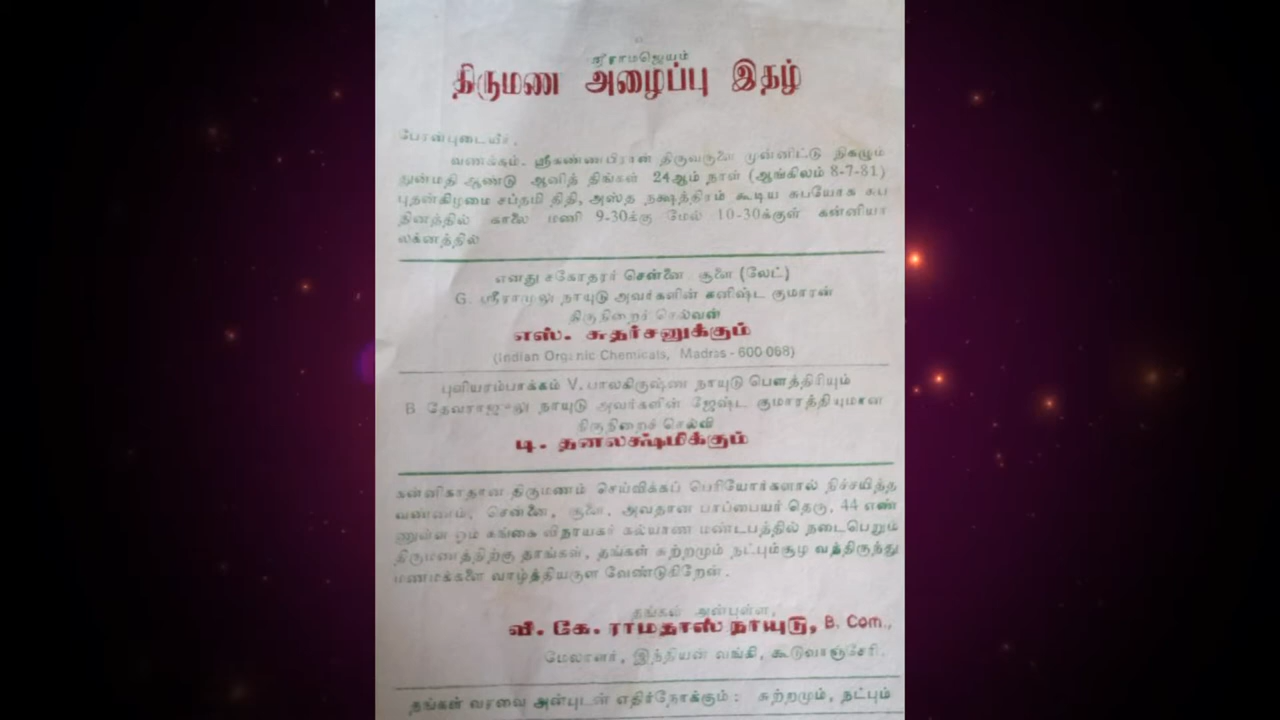 ஸ்ரீராமஜெயம்
திருமண அழைப்பு இதழ்
பேரன்புடையீர்,
வணக்கம். ஸ்ரீகண்ணபிரான் திருவருளை முன்னிட்டு நிகழும்
துன்மதி ஆண்டு ஆனித் திங்கள் 24ஆம் நாள் (ஆங்கிலம் 8-7-81)
புதன்கிழமை சப்தமி திதி, அஸ்த நக்ஷத்திரம் கூடிய சுபயோக சுப
தினத்தில் காலை மணி 9-30க்கு மேல் 10-30க்குள் கன்னியா
லக்னத்தில்
எனது சகோதரர் சென்னை சூளை (லேட்)
G. ஸ்ரீராமுலு நாயுடு அவர்களின் கனிஷ்ட குமாரன்
திருநிறைச் செல்வன்
எஸ். சுதர்சனுக்கும்
(Indian Organic Chemicals, Madras - 600 068)
புலியரம்பாக்கம் V. பாலகிருஷ்ண நாயுடு பௌத்திரியும்
B. தேவராஜுலு நாயுடு அவர்களின் ஜேஷ்ட குமாரத்தியுமான
திருநிறைச் செல்வி
டி. தனலக்ஷ்மிக்கும்
கன்னிகாதான திருமணம் செய்விக்கப் பெரியோர்களால் நிச்சயித்த
வண்ணம், சென்னை, சூளை, அவதான பாப்பையர் தெரு, 44 எண்
ணுள்ள ஓம் கங்கை விநாயகர் கல்யாண மண்டபத்தில் நடைபெறும்
திருமணத்திற்கு தாங்கள், தங்கள் சுற்றமும் நட்பும்சூழ வந்திருந்து
மணமக்களை வாழ்த்தியருள வேண்டுகிறேன்.
தங்கள் அன்புள்ள,
வீ. கே. ராமதாஸ் நாயுடு, B. Com.,
மேலாளர், இந்தியன் வங்கி, கூடுவாஞ்சேரி.
தங்கள் வரவை அன்புடன் எதிர்நோக்கும் : சுற்றமும், நட்பும்